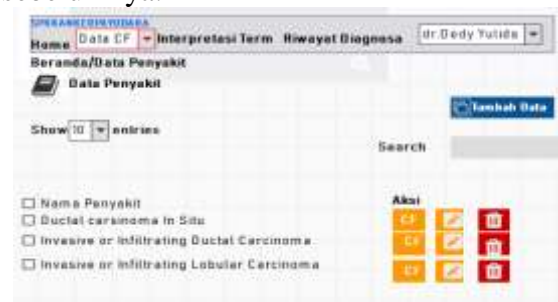 SPKRANKERPAYUDARA
Home Data CF Interpretasi Term Riwayat Diagnosa dr.Dedy Yutida
Beranda/Data Penyakit
Data Penyakit
Tambah Data
Show 10 entries
Search
Nama Penyakit Aksi
Ductal carsinoma In Situ CF
Invasive or Infiltrating Ductal Carcinoma CF
Invasive or Infiltrating Lobular Carcinoma CF